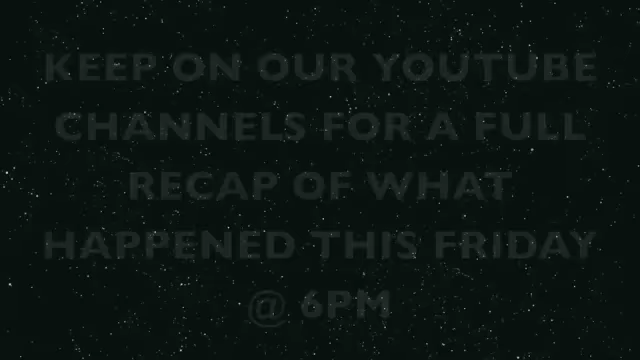 KEEP ON OUR YOUTUBE
CHANNELS FOR A FULL
RECAP OF WHAT
HAPPENED THIS FRIDAY
@ 6PM